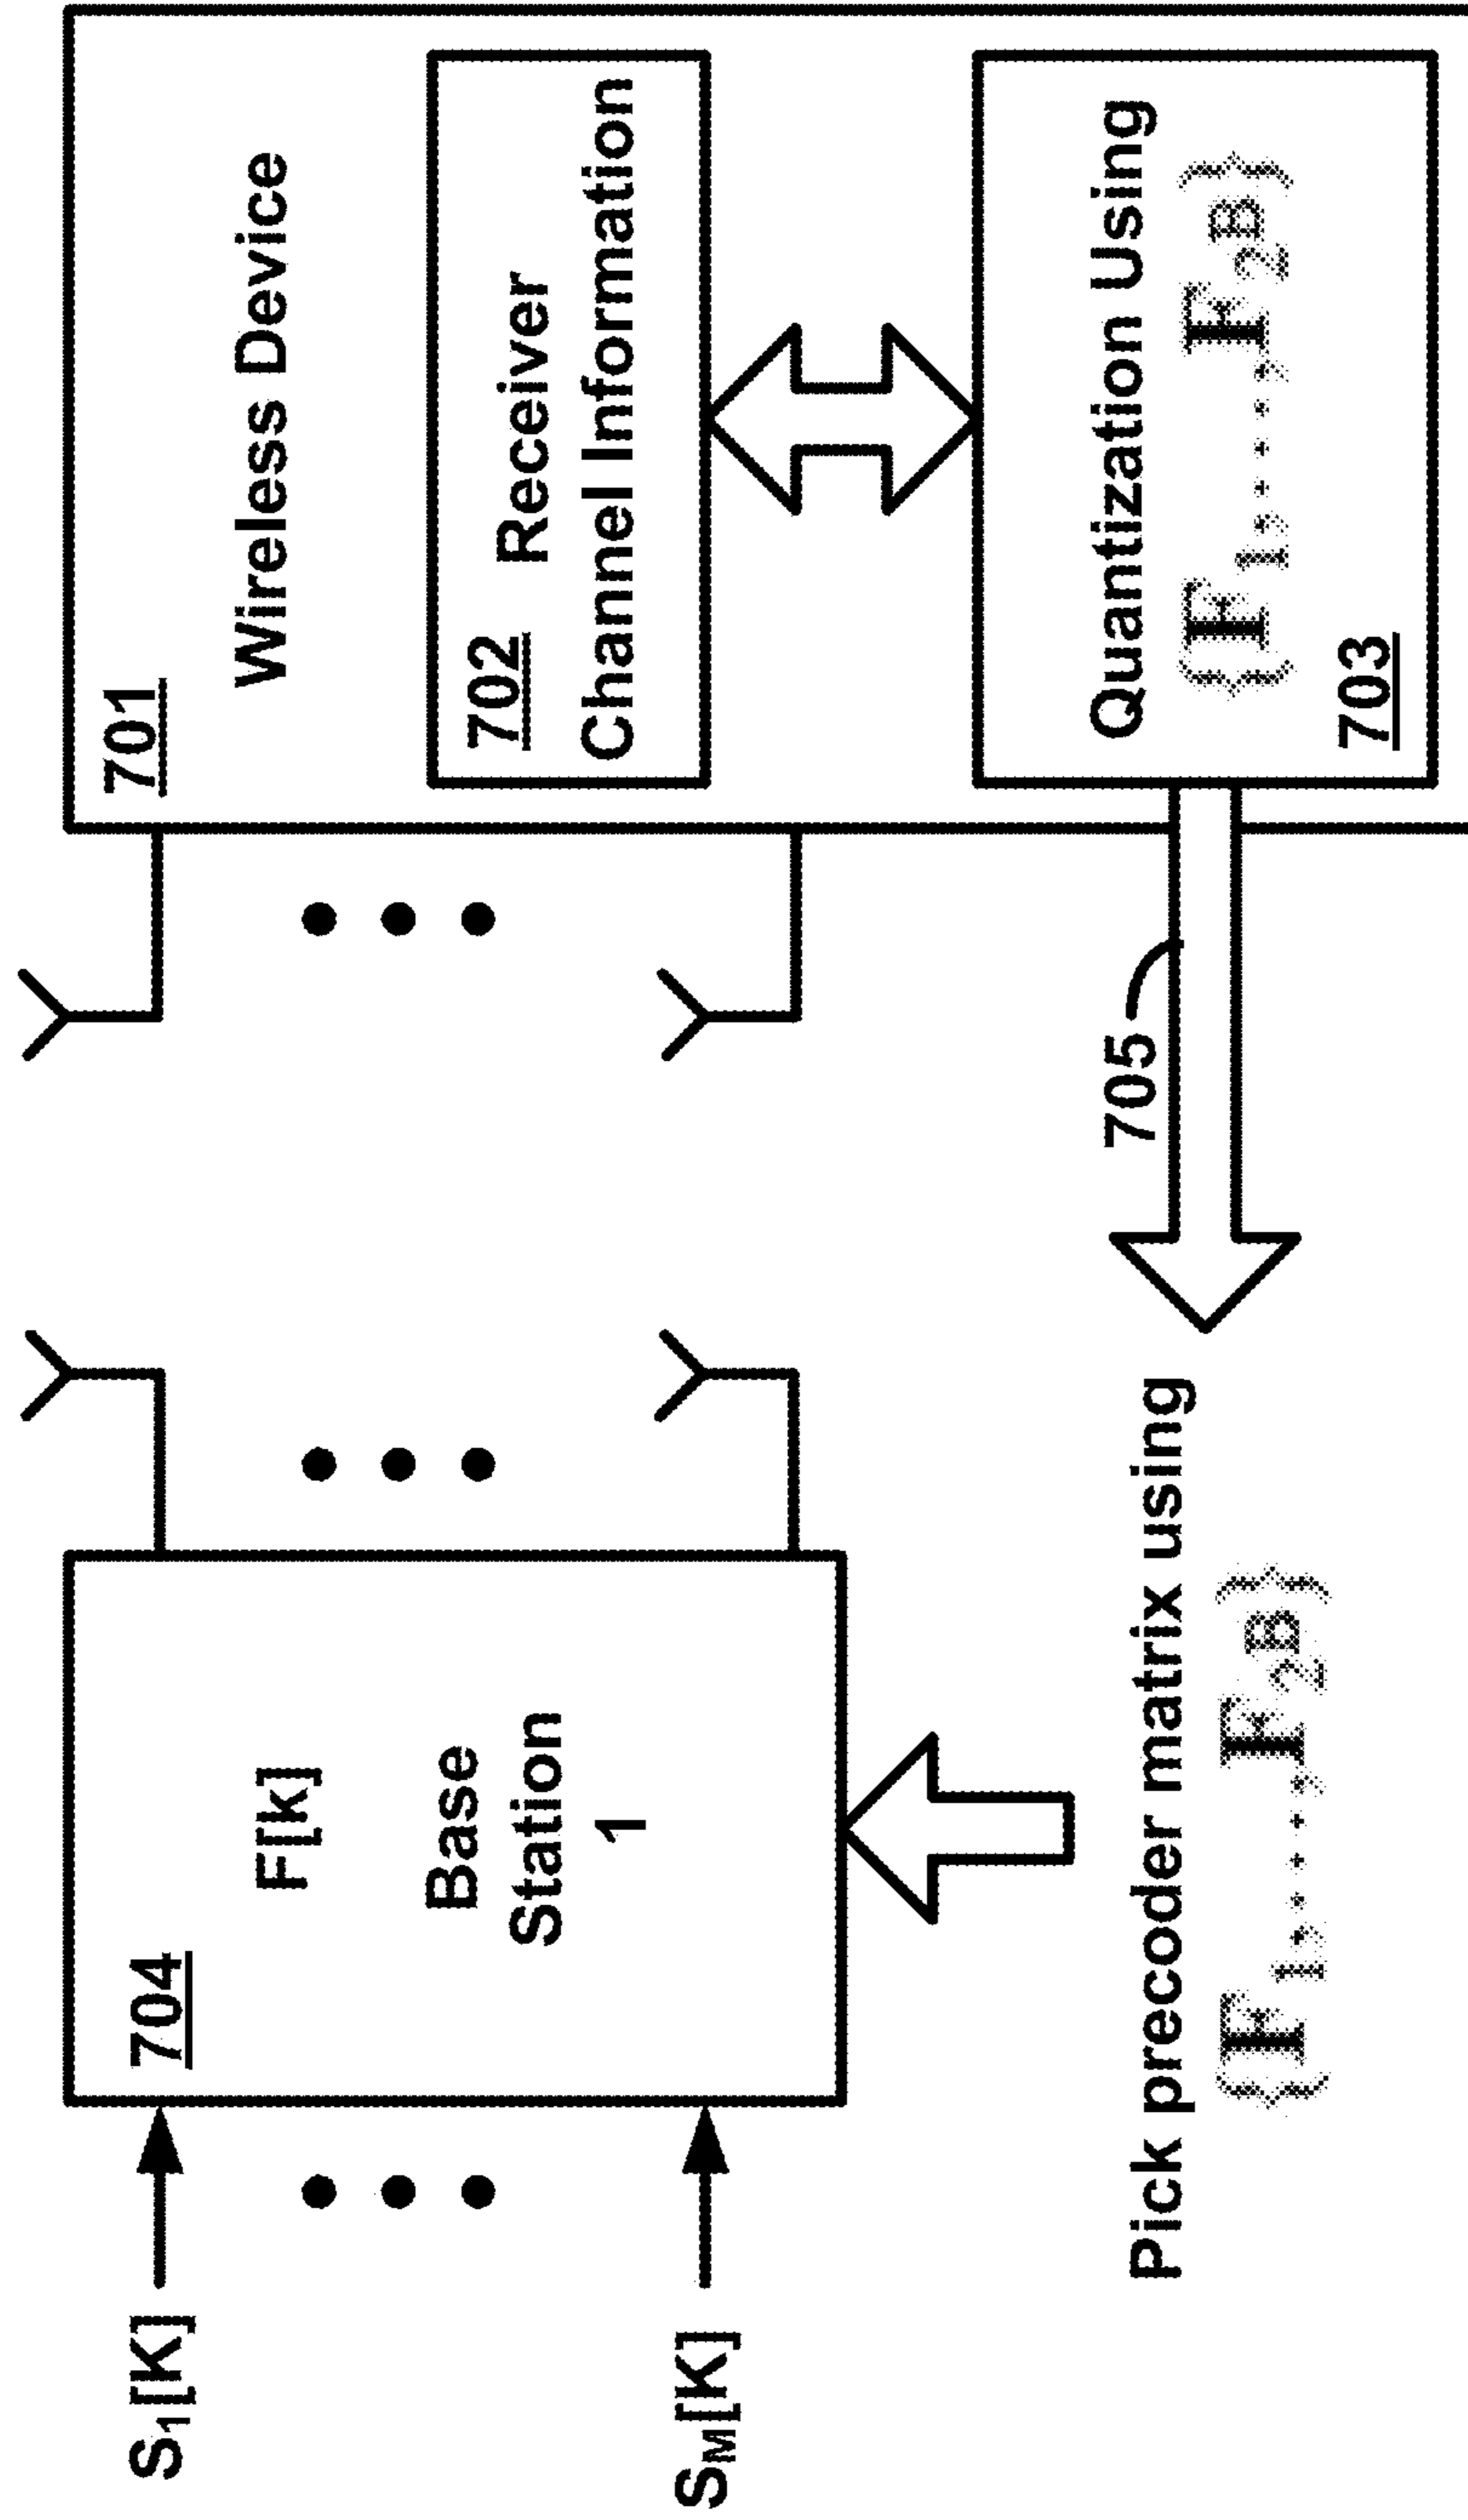 S1[K]
SM[K]
704
F[k]
Base
Station
1
Pick precoder matrix using
{F1,...,F2B}
705
701
Wireless Device
702
Receiver
Channel Information
Quantization Using
{F1,...,F2B}
703